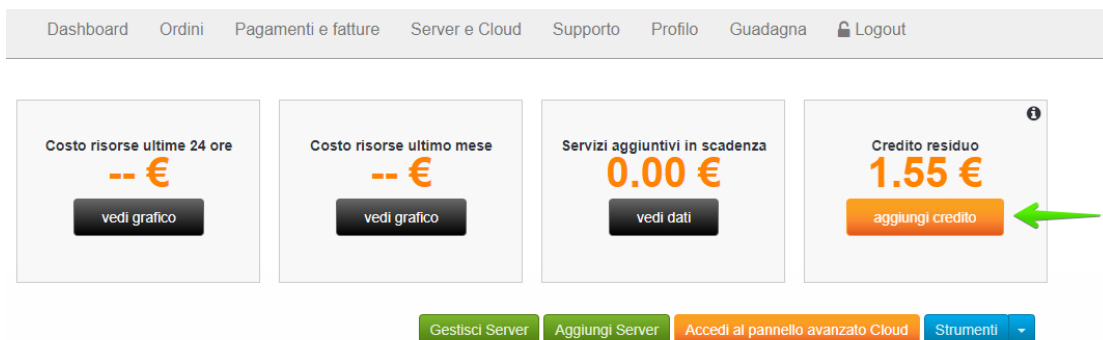 Dashboard Ordini Pagamenti e fatture Server e Cloud Supporto Profilo Guadagna Logout
Costo risorse ultime 24 ore
-- €
vedi grafico
Costo risorse ultimo mese
-- €
vedi grafico
Servizi aggiuntivi in scadenza
0.00 €
vedi dati
Credito residuo
1.55 €
aggiungi credito
Gestisci Server Aggiungi Server Accedi al pannello avanzato Cloud Strumenti